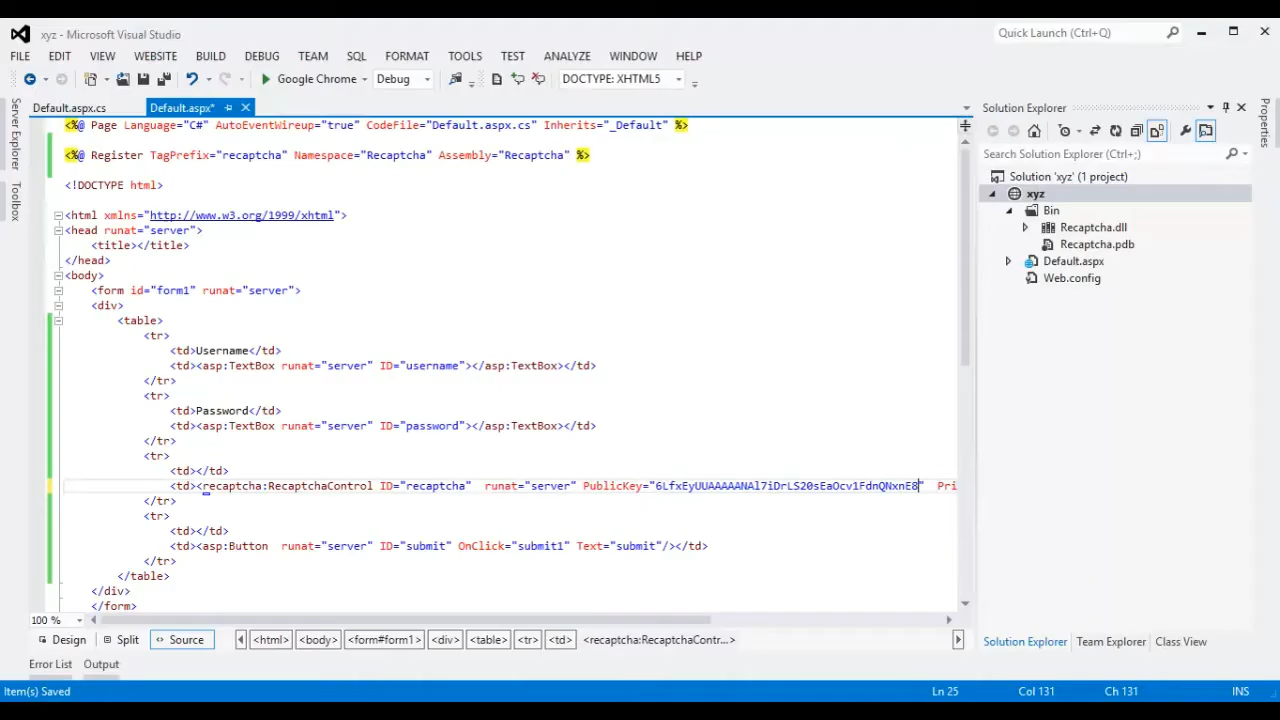 xyz - Microsoft Visual Studio
Quick Launch (Ctrl+Q)
FILE EDIT VIEW WEBSITE BUILD DEBUG TEAM SQL FORMAT TOOLS TEST ANALYZE WINDOW HELP
Google Chrome Debug DOCTYPE: XHTML5
Server Explorer
Toolbox
Default.aspx.cs Default.aspx*
<%@ Page Language="C#" AutoEventWireup="true" CodeFile="Default.aspx.cs" Inherits="_Default" %>
<%@ Register TagPrefix="recaptcha" Namespace="Recaptcha" Assembly="Recaptcha" %>
<!DOCTYPE html>
<html xmlns="http://www.w3.org/1999/xhtml">
<head runat="server">
<title></title>
</head>
<body>
<form id="form1" runat="server">
<div>
<table>
<tr>
<td>Username</td>
<td><asp:TextBox runat="server" ID="username"></asp:TextBox></td>
</tr>
<tr>
<td>Password</td>
<td><asp:TextBox runat="server" ID="password"></asp:TextBox></td>
</tr>
<tr>
<td></td>
<td><recaptcha:RecaptchaControl ID="recaptcha" runat="server" PublicKey="6LfxEyUUAAAAANAl7iDrLS20sEaOcv1FdnQNxnE8" Pri
</tr>
<tr>
<td></td>
<td><asp:Button runat="server" ID="submit" OnClick="submit1" Text="submit"/></td>
</tr>
</table>
</div>
</form>
100 %
Design Split Source <html> <body> <form#form1> <div> <table> <tr> <td> <recaptcha:RecaptchaContr...>
Solution Explorer
Search Solution Explorer (Ctrl+;)
Solution 'xyz' (1 project)
xyz
Bin
Recaptcha.dll
Recaptcha.pdb
Default.aspx
Web.config
Solution Explorer Team Explorer Class View
Properties
Error List Output
Item(s) Saved Ln 25 Col 131 Ch 131 INS